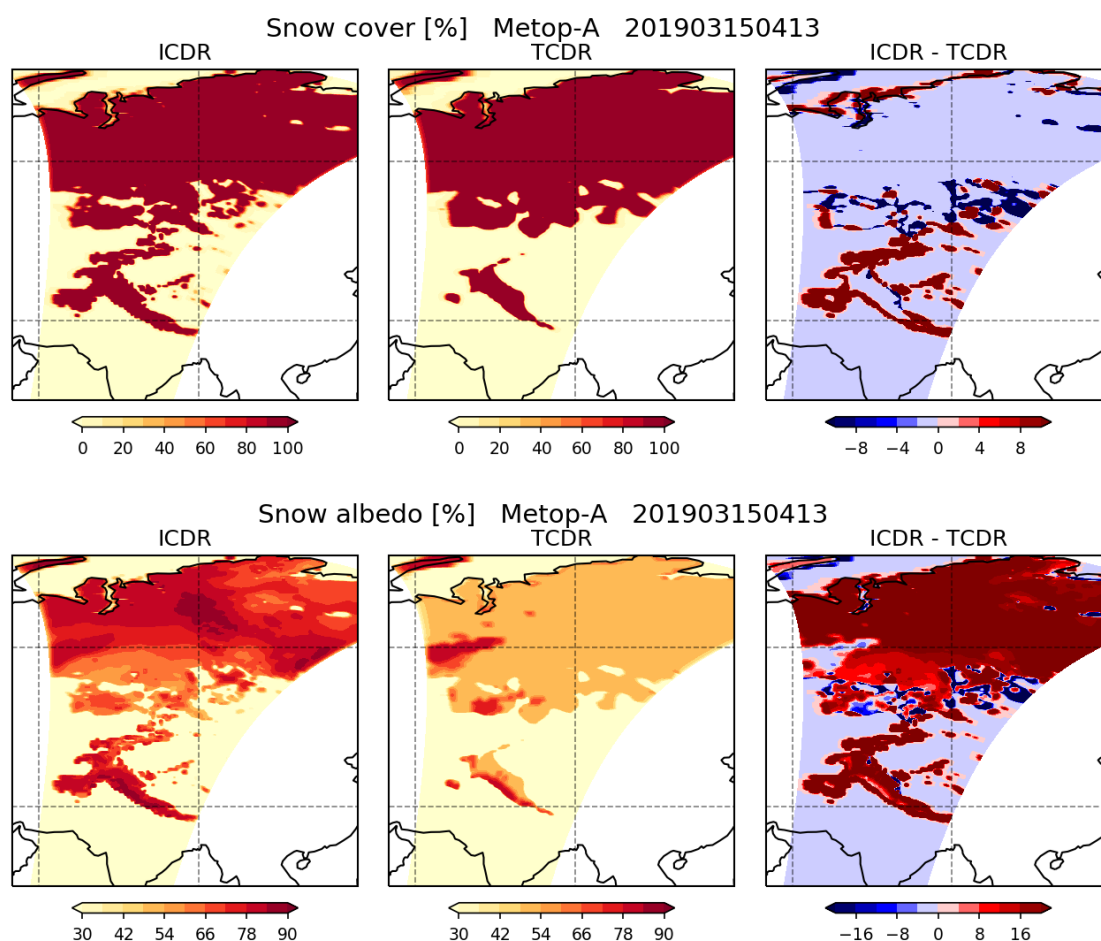 Snow cover [%] Metop-A 201903150413
ICDR TCDR ICDR - TCDR
0 20 40 60 80 100 0 20 40 60 80 100 −8 −4 0 4 8
Snow albedo [%] Metop-A 201903150413
ICDR TCDR ICDR - TCDR
30 42 54 66 78 90 30 42 54 66 78 90 −16 −8 0 8 16